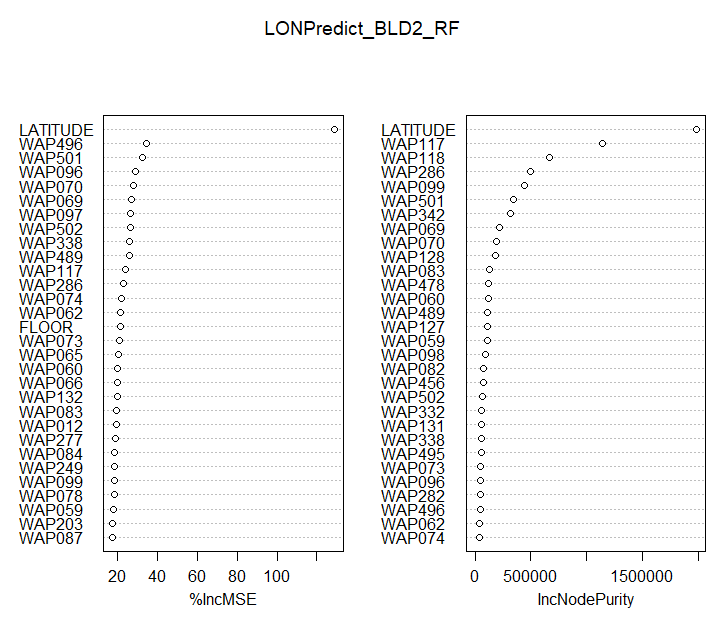 LONPredict_BLD2_RF
LATITUDE
WAP496
WAP501
WAP096
WAP070
WAP069
WAP097
WAP502
WAP338
WAP489
WAP117
WAP286
WAP074
WAP062
FLOOR
WAP073
WAP065
WAP060
WAP066
WAP132
WAP083
WAP012
WAP277
WAP084
WAP249
WAP099
WAP078
WAP059
WAP203
WAP087
20 40 60 80 100
%IncMSE
LATITUDE
WAP117
WAP118
WAP286
WAP099
WAP501
WAP342
WAP069
WAP070
WAP128
WAP083
WAP478
WAP060
WAP489
WAP127
WAP059
WAP098
WAP082
WAP456
WAP502
WAP332
WAP131
WAP338
WAP495
WAP073
WAP096
WAP282
WAP496
WAP062
WAP074
0 500000 1500000
IncNodePurity